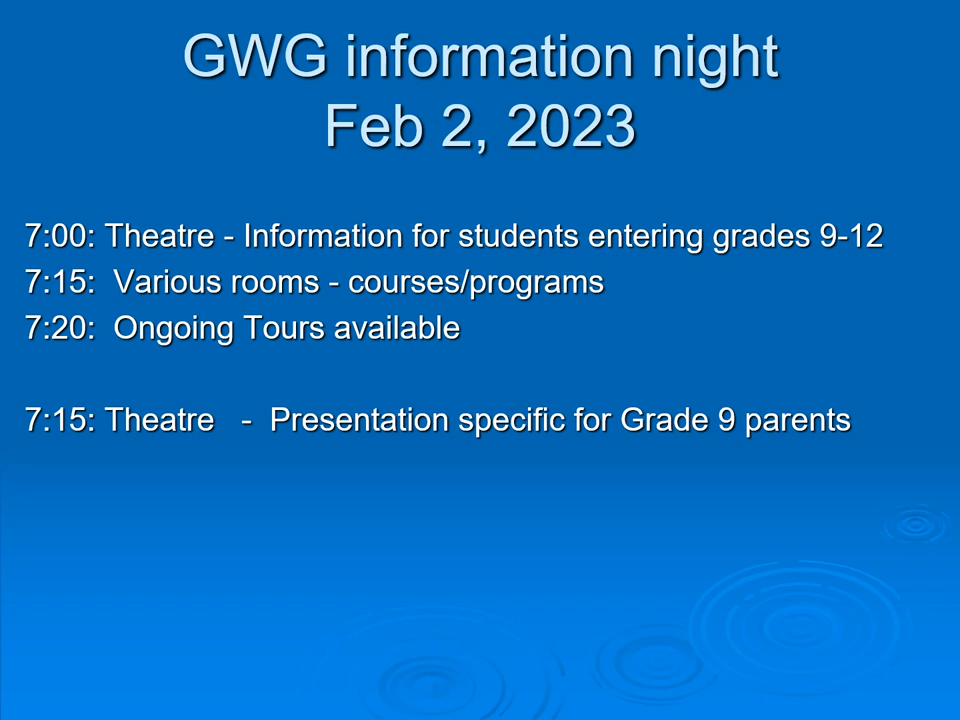 GWG information night
Feb 2, 2023
7:00: Theatre - Information for students entering grades 9-12
7:15:  Various rooms - courses/programs
7:20:  Ongoing Tours available
7:15: Theatre   -  Presentation specific for Grade 9 parents